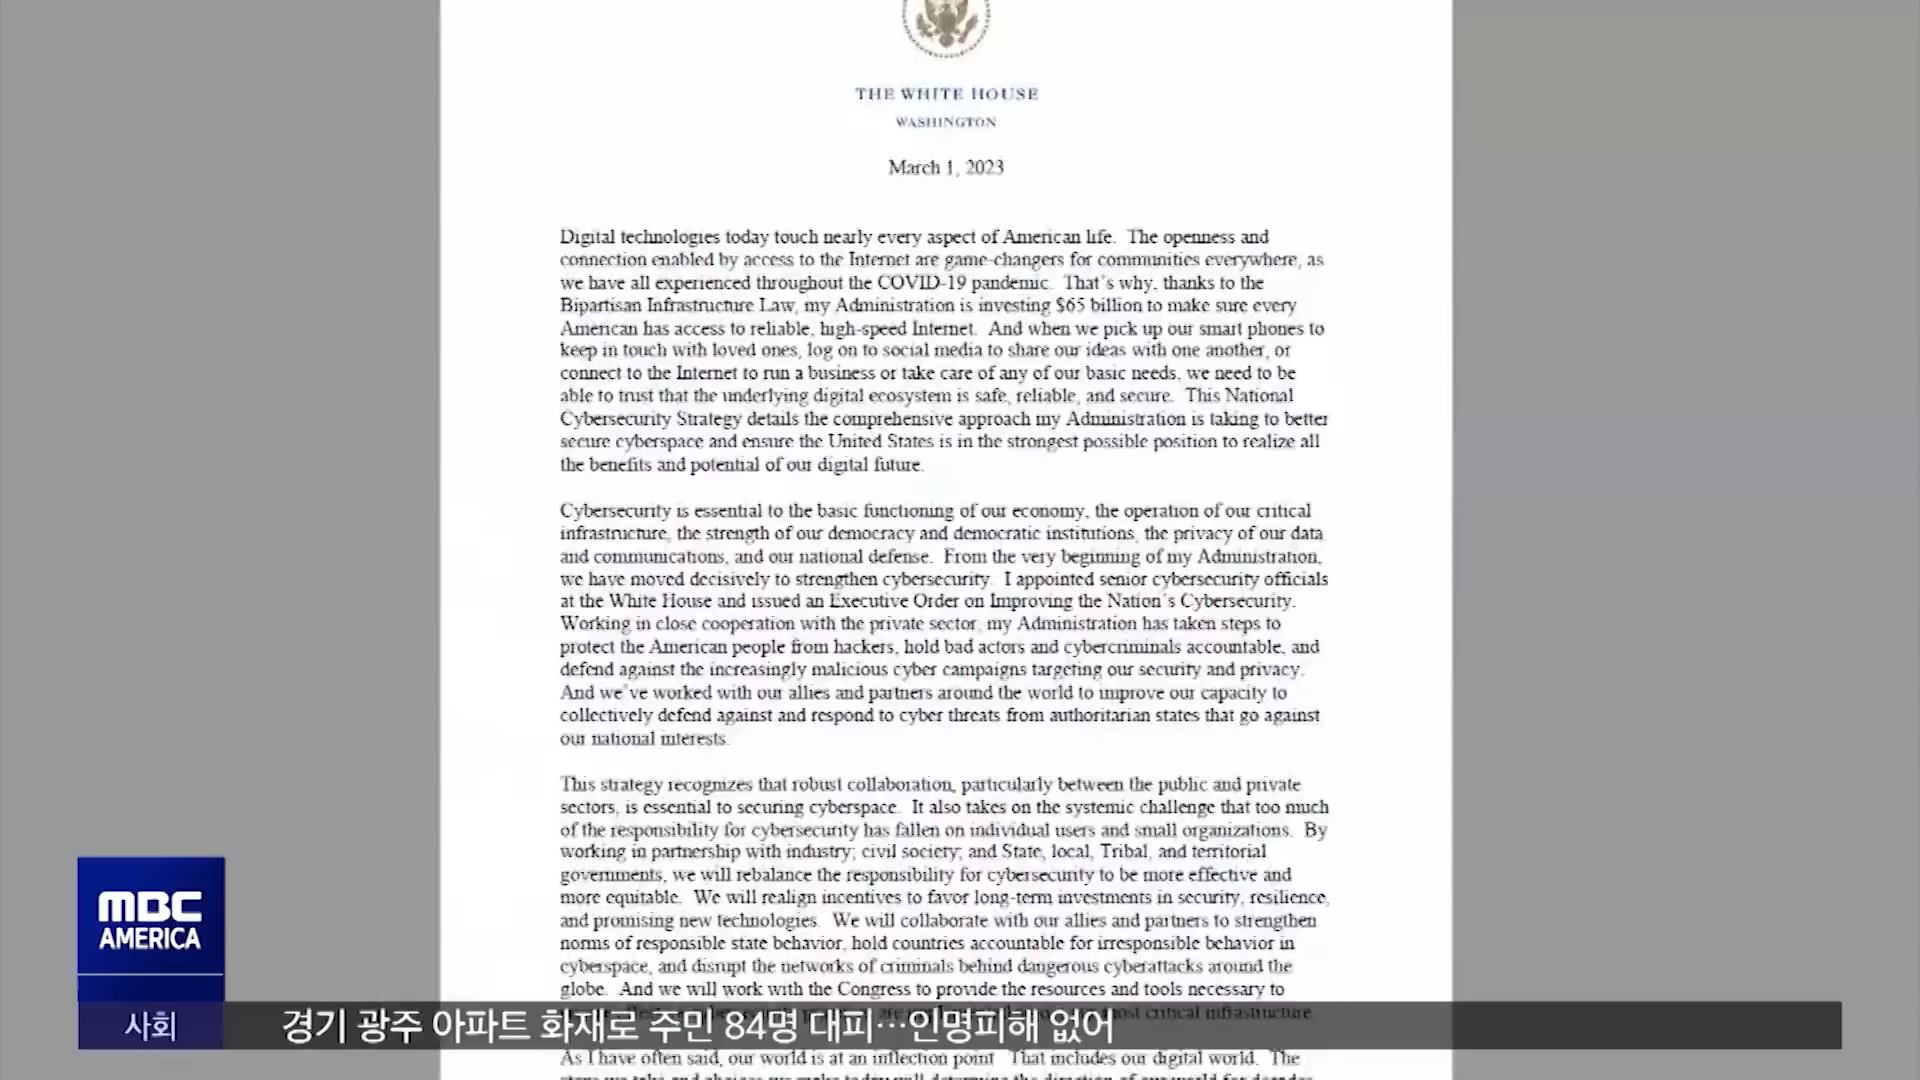 THE WHITE HOUSE
WASHINGTON
March 1, 2023
Digital technologies today touch nearly every aspect of American life. The openness and
connection enabled by access to the Internet are game-changers for communities everywhere, as
we have all experienced throughout the COVID-19 pandemic. That's why, thanks to the
Bipartisan Infrastructure Law, my Administration is investing $65 billion to make sure every
American has access to reliable, high-speed Internet. And when we pick up our smart phones to
keep in touch with loved ones, log on to social media to share our ideas with one another, or
connect to the Internet to run a business or take care of any of our basic needs, we need to be
able to trust that the underlying digital ecosystem is safe, reliable, and secure. This National
Cybersecurity Strategy details the comprehensive approach my Administration is taking to better
secure cyberspace and ensure the United States is in the strongest possible position to realize all
the benefits and potential of our digital future.
Cybersecurity is essential to the basic functioning of our economy, the operation of our critical
infrastructure, the strength of our democracy and democratic institutions, the privacy of our data
and communications, and our national defense. From the very beginning of my Administration,
we have moved decisively to strengthen cybersecurity. I appointed senior cybersecurity officials
at the White House and issued an Executive Order on Improving the Nation's Cybersecurity.
Working in close cooperation with the private sector, my Administration has taken steps to
protect the American people from hackers, hold bad actors and cybercriminals accountable, and
defend against the increasingly malicious cyber campaigns targeting our security and privacy.
And we've worked with our allies and partners around the world to improve our capacity to
collectively defend against and respond to cyber threats from authoritarian states that go against
our national interests.
This strategy recognizes that robust collaboration, particularly between the public and private
sectors, is essential to securing cyberspace. It also takes on the systemic challenge that too much
of the responsibility for cybersecurity has fallen on individual users and small organizations. By
working in partnership with industry; civil society; and State, local, Tribal, and territorial
governments, we will rebalance the responsibility for cybersecurity to be more effective and
more equitable. We will realign incentives to favor long-term investments in security, resilience,
and promising new technologies. We will collaborate with our allies and partners to strengthen
norms of responsible state behavior, hold countries accountable for irresponsible behavior in
cyberspace, and disrupt the networks of criminals behind dangerous cyberattacks around the
globe. And we will work with the Congress to provide the resources and tools necessary to
most critical infrastructure
MBC
AMERICA
사회 경기 광주 아파트 화재로 주민 84명 대피…인명피해 없어
As I have often said, our world is at an inflection point. That includes our digital world. The